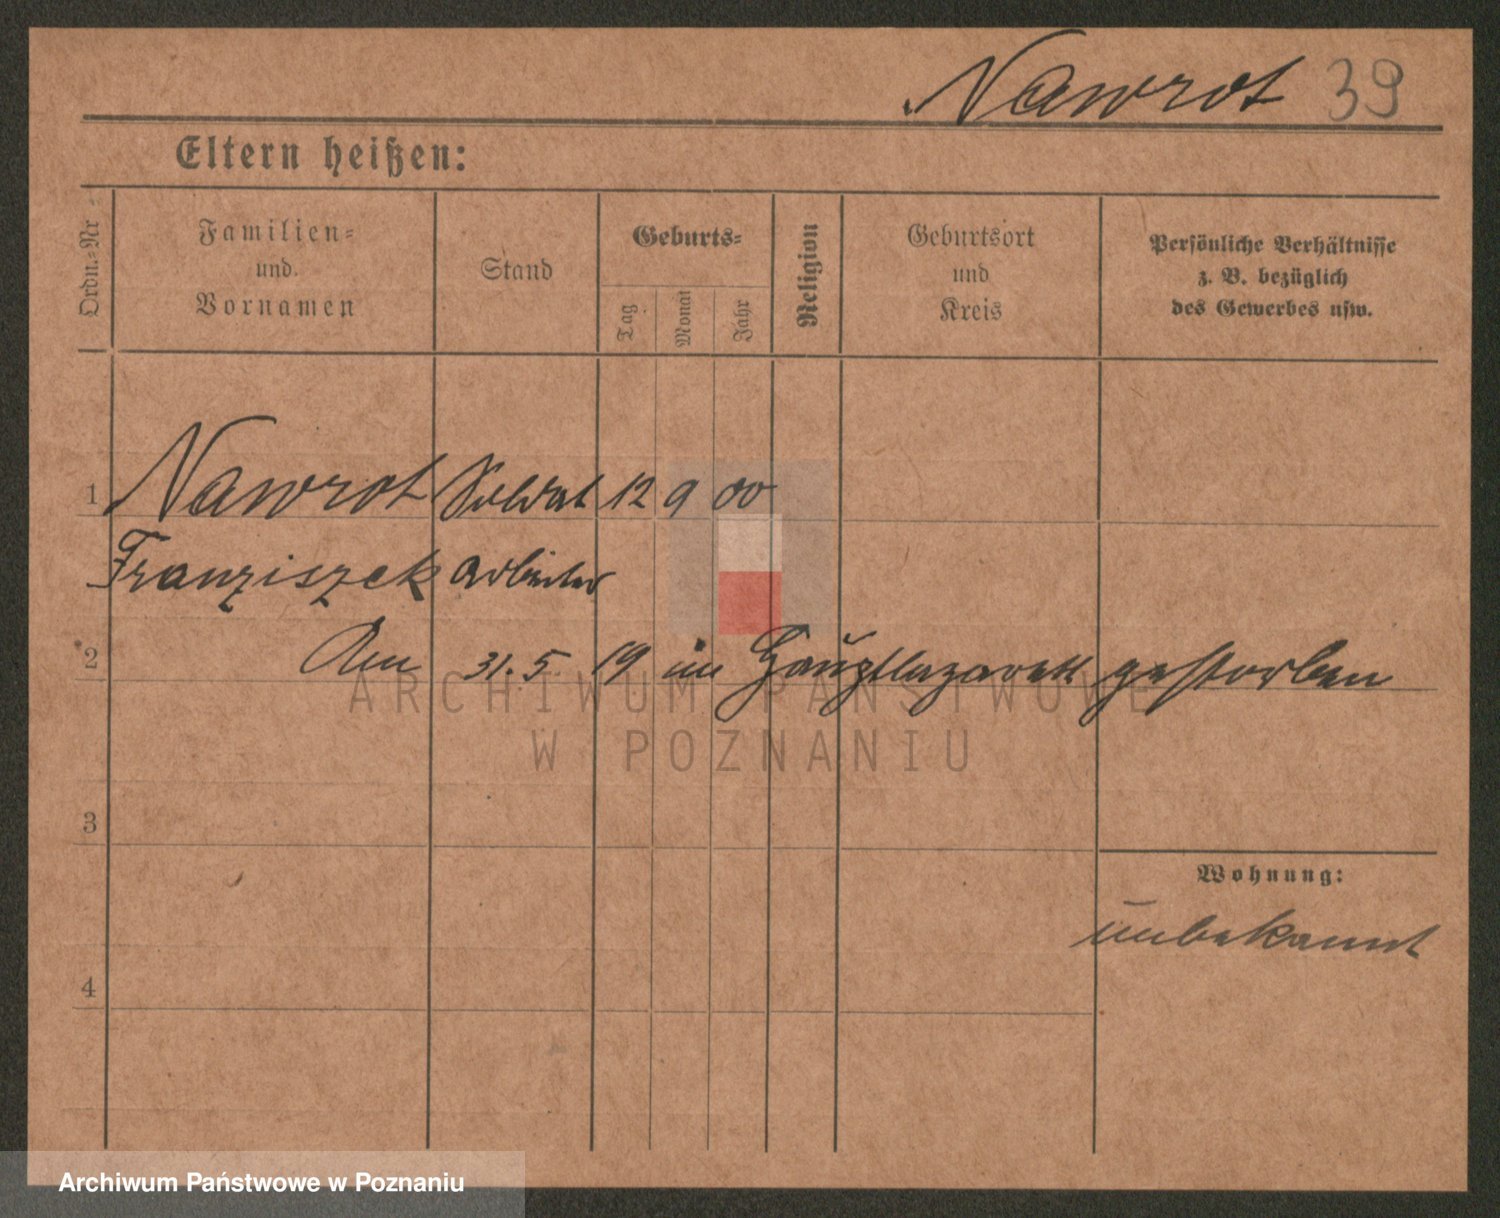 Nawrot 39
Eltern heißen:
Ordn.-Nr
Familien-
und
Vornamen
Stand
Geburts-
Tag
Monat
Jahr
Religion
Geburtsort
und
Kreis
Persönliche Verhältnisse
z. B. bezüglich
des Gewerbes usw.
1 Nawrot Soldat 12 9 00
Franziszek Arbeiter
2 Am 31.5 19 im Hauptlazarett gestorben
ARCHIWUM PAŃSTWOWE
W POZNANIU
3
Wohnung:
unbekannt
4
Archiwum Państwowe w Poznaniu